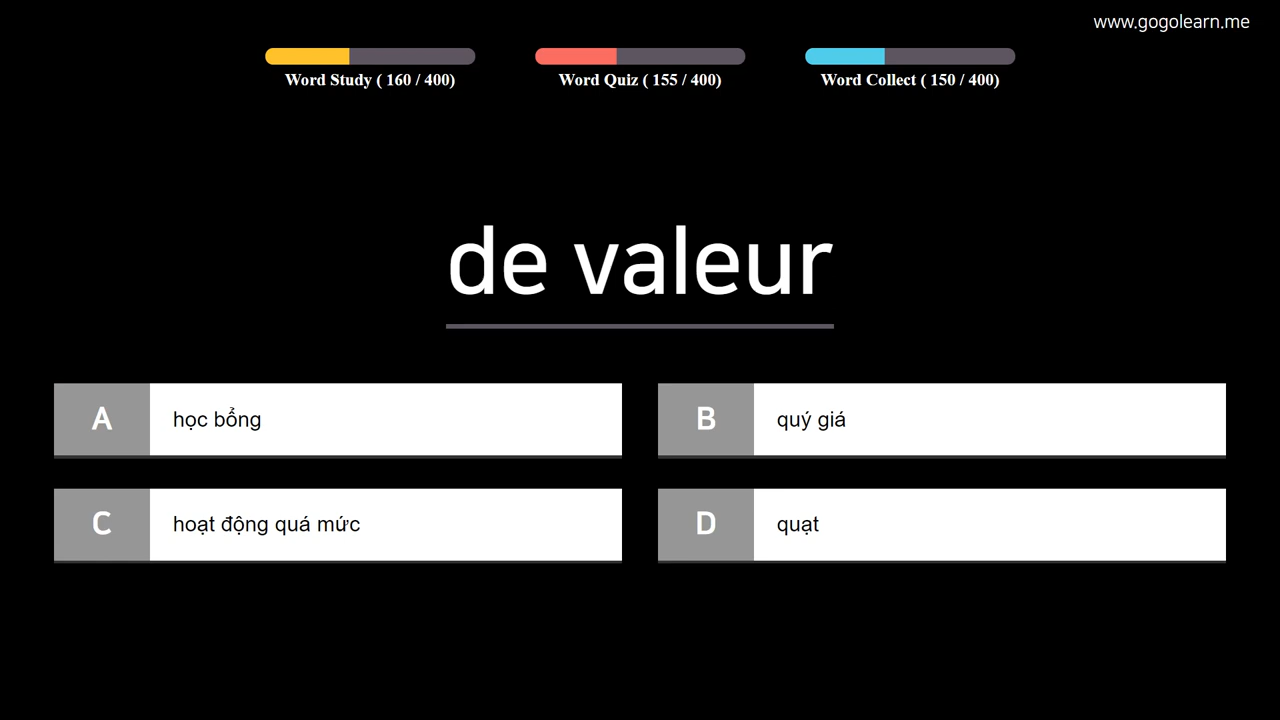 www.gogolearn.me
Word Study ( 160 / 400)
Word Quiz ( 155 / 400)
Word Collect ( 150 / 400)
de valeur
A
học bổng
B
quý giá
C
hoạt động quá mức
D
quạt